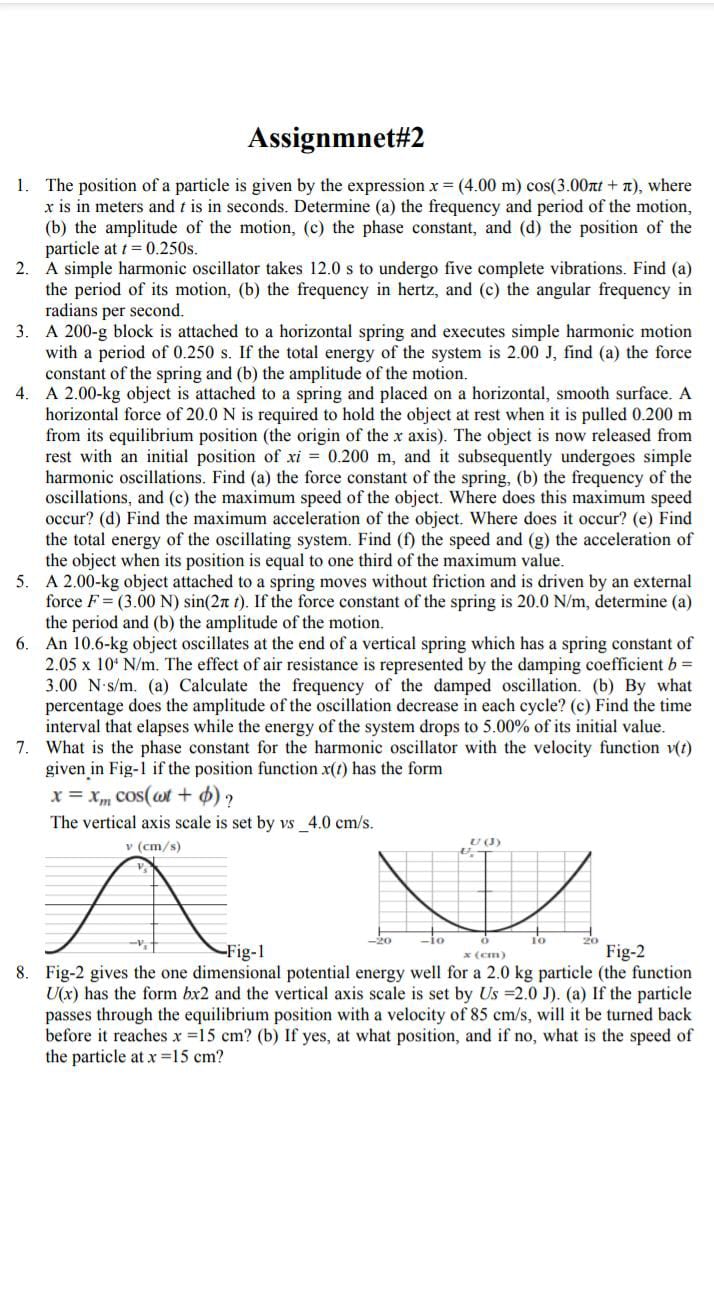 Assignmnet#2
1. The position of a particle is given by the expression x = (4.00 m) cos(3.00πt + π), where
x is in meters and t is in seconds. Determine (a) the frequency and period of the motion,
(b) the amplitude of the motion, (c) the phase constant, and (d) the position of the
particle at t = 0.250s.
2. A simple harmonic oscillator takes 12.0 s to undergo five complete vibrations. Find (a)
the period of its motion, (b) the frequency in hertz, and (c) the angular frequency in
radians per second.
3. A 200-g block is attached to a horizontal spring and executes simple harmonic motion
with a period of 0.250 s. If the total energy of the system is 2.00 J, find (a) the force
constant of the spring and (b) the amplitude of the motion.
4. A 2.00-kg object is attached to a spring and placed on a horizontal, smooth surface. A
horizontal force of 20.0 N is required to hold the object at rest when it is pulled 0.200 m
from its equilibrium position (the origin of the x axis). The object is now released from
rest with an initial position of xi = 0.200 m, and it subsequently undergoes simple
harmonic oscillations. Find (a) the force constant of the spring, (b) the frequency of the
oscillations, and (c) the maximum speed of the object. Where does this maximum speed
occur? (d) Find the maximum acceleration of the object. Where does it occur? (e) Find
the total energy of the oscillating system. Find (f) the speed and (g) the acceleration of
the object when its position is equal to one third of the maximum value.
5. A 2.00-kg object attached to a spring moves without friction and is driven by an external
force F = (3.00 N) sin(2π t). If the force constant of the spring is 20.0 N/m, determine (a)
the period and (b) the amplitude of the motion.
6. An 10.6-kg object oscillates at the end of a vertical spring which has a spring constant of
2.05 x 10⁴ N/m. The effect of air resistance is represented by the damping coefficient b =
3.00 N·s/m. (a) Calculate the frequency of the damped oscillation. (b) By what
percentage does the amplitude of the oscillation decrease in each cycle? (c) Find the time
interval that elapses while the energy of the system drops to 5.00% of its initial value.
7. What is the phase constant for the harmonic oscillator with the velocity function v(t)
given in Fig-1 if the position function x(t) has the form
x = xₘ cos(ωt + ϕ) ?
The vertical axis scale is set by vs _4.0 cm/s.
v (cm/s)
vₛ
−vₛ
Fig-1
U (J)
Uₛ
−20 −10 0 10 20
x (cm)
Fig-2
8. Fig-2 gives the one dimensional potential energy well for a 2.0 kg particle (the function
U(x) has the form bx2 and the vertical axis scale is set by Us =2.0 J). (a) If the particle
passes through the equilibrium position with a velocity of 85 cm/s, will it be turned back
before it reaches x =15 cm? (b) If yes, at what position, and if no, what is the speed of
the particle at x =15 cm?